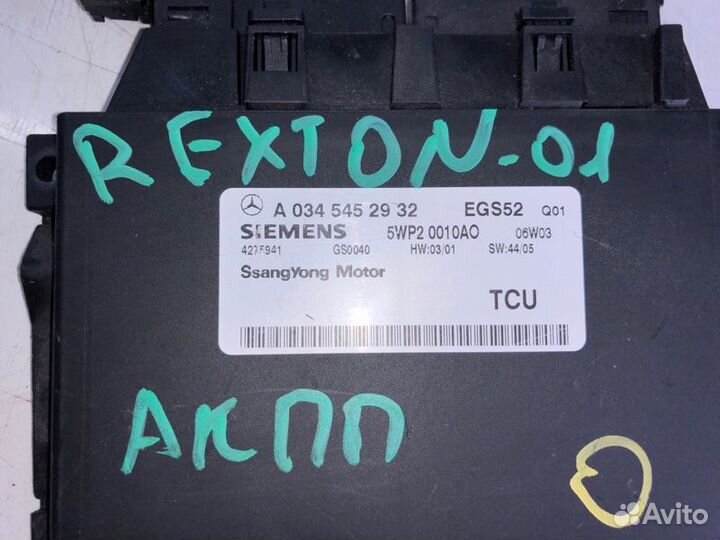 REXTON-01
A 034 545 29 32 EGS52 Q01
SIEMENS 5WP2 0010AO 06W03
4275941 GS0040 HW:03/01 SW:44/05
SsangYong Motor
TCU
АКПП
Avito